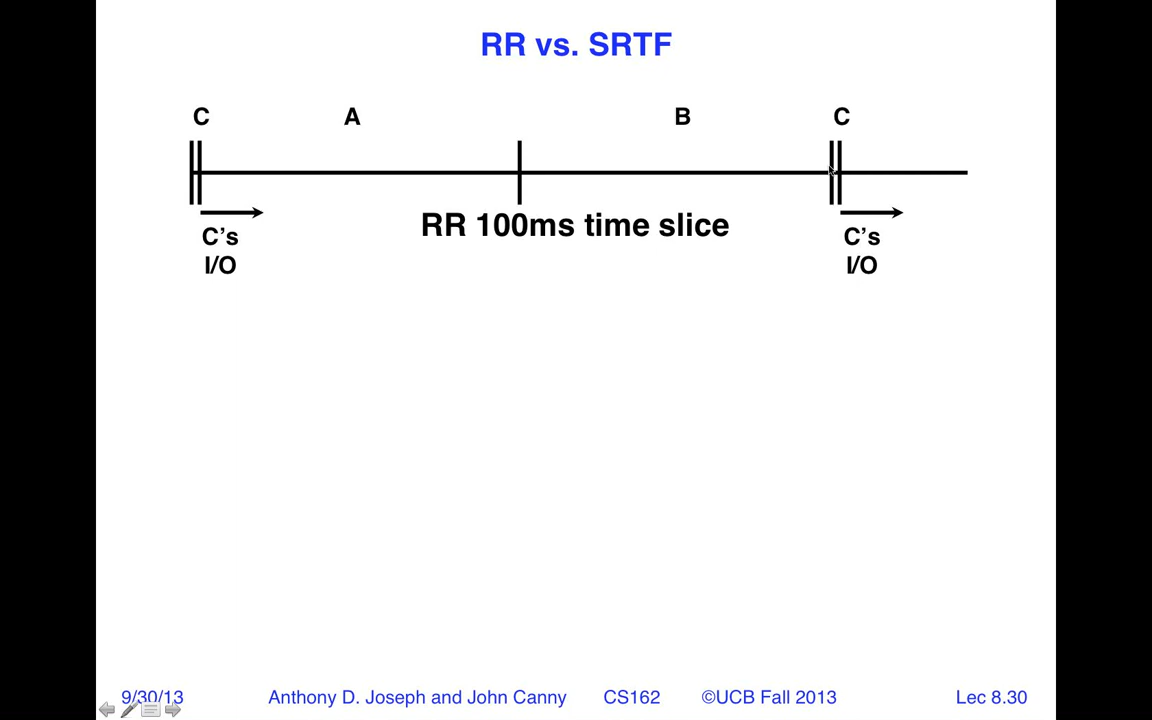 RR vs. SRTF
C A B C
RR 100ms time slice
C’s C’s
I/O I/O
9/30/13 Anthony D. Joseph and John Canny CS162 ©UCB Fall 2013 Lec 8.30